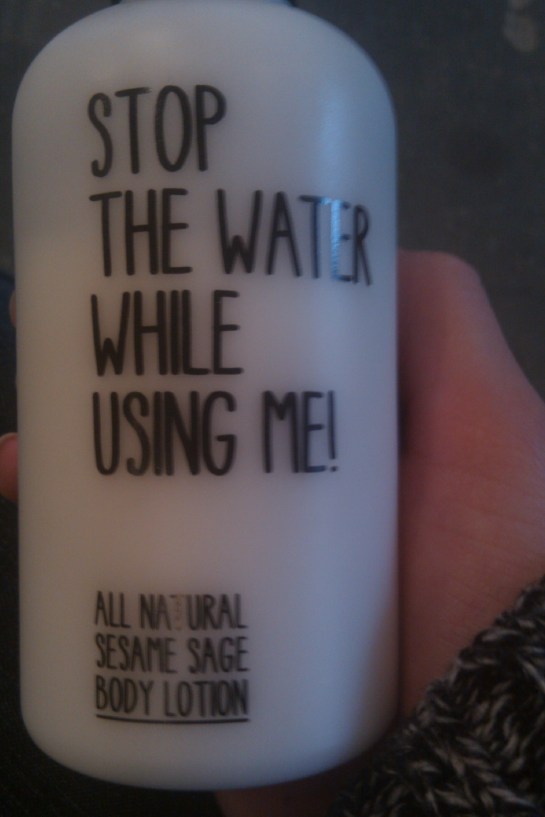 STOP
THE WATER
WHILE
USING ME!
ALL NATURAL
SESAME SAGE
BODY LOTION